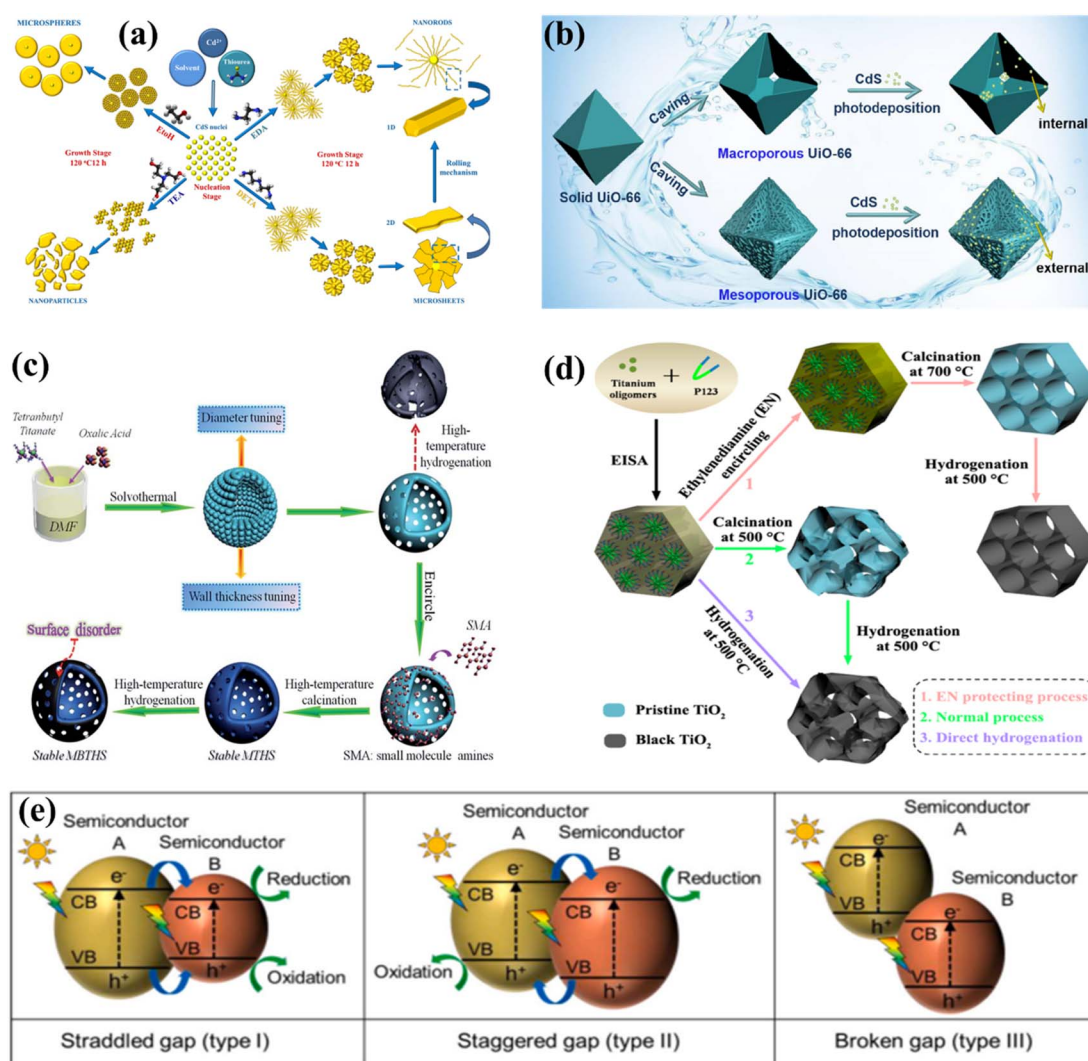 (a)
MICROSPHERES
Cd2+
Solvent
Thiourea
NANORODS
CdS nuclei
EtoH
EDA
1D
Growth Stage
120 °C12 h
Nucleation
Stage
Growth Stage
120 °C 12 h
Rolling
mechanism
TEA
DETA
2D
NANOPARTICLES
MICROSHEETS
(b)
Solid UiO-66
Caving
Macroporous UiO-66
CdS
photodeposition
internal
Caving
Mesoporous UiO-66
CdS
photodeposition
external
(c)
Tetranbutyl
Titanate
Oxalic Acid
DMF
Solvothermal
Diameter tuning
Wall thickness tuning
High-
temperature
hydrogenation
Encircle
SMA
SMA: small molecule amines
High-temperature
calcination
Stable MTHS
High-temperature
hydrogenation
Surface disorder
Stable MBTHS
(d)
Titanium
oligomers
+
P123
EISA
Ethylenediamine (EN)
encircling
1
Calcination
at 700 °C
Hydrogenation
at 500 °C
Calcination
at 500 °C
2
Hydrogenation
at 500 °C
3
Hydrogenation
at 500 °C
Pristine TiO2
Black TiO2
1. EN protecting process
2. Normal process
3. Direct hydrogenation
(e)
Semiconductor
A
Semiconductor
B
e-
CB
VB
h+
e-
CB
VB
h+
Reduction
Oxidation
Straddled gap (type I)
Semiconductor
A
Semiconductor
B
e-
CB
VB
h+
e-
CB
VB
h+
Reduction
Oxidation
Staggered gap (type II)
Semiconductor
A
e-
CB
VB
h+
Semiconductor
B
e-
CB
VB
h+
Broken gap (type III)